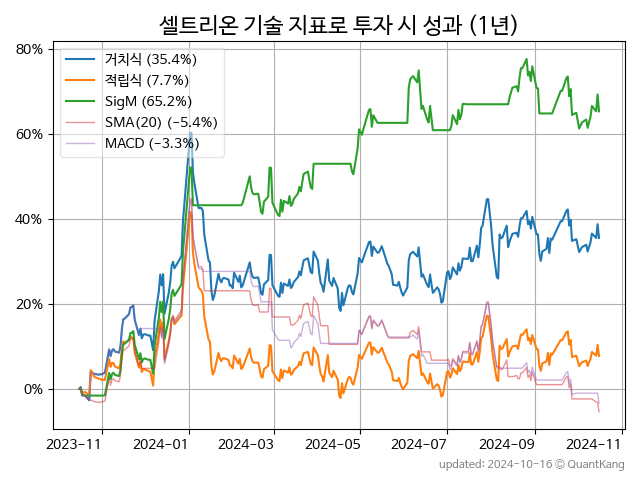 셀트리온 기술 지표로 투자 시 성과 (1년)
80%
60%
40%
20%
0%
거치식 (35.4%)
적립식 (7.7%)
SigM (65.2%)
SMA(20) (−5.4%)
MACD (−3.3%)
2023-11 2024-01 2024-03 2024-05 2024-07 2024-09 2024-11
updated: 2024-10-16 © QuantKang